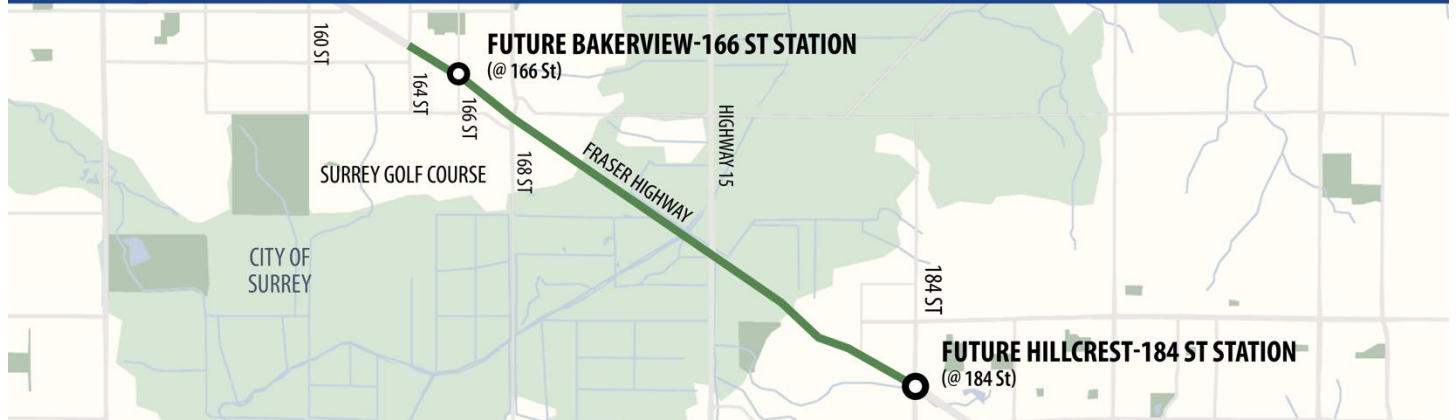 160 ST
164 ST
166 ST
FUTURE BAKERVIEW-166 ST STATION
(@ 166 St)
168 ST
HIGHWAY 15
SURREY GOLF COURSE
FRASER HIGHWAY
CITY OF
SURREY
184 ST
FUTURE HILLCREST-184 ST STATION
(@ 184 St)